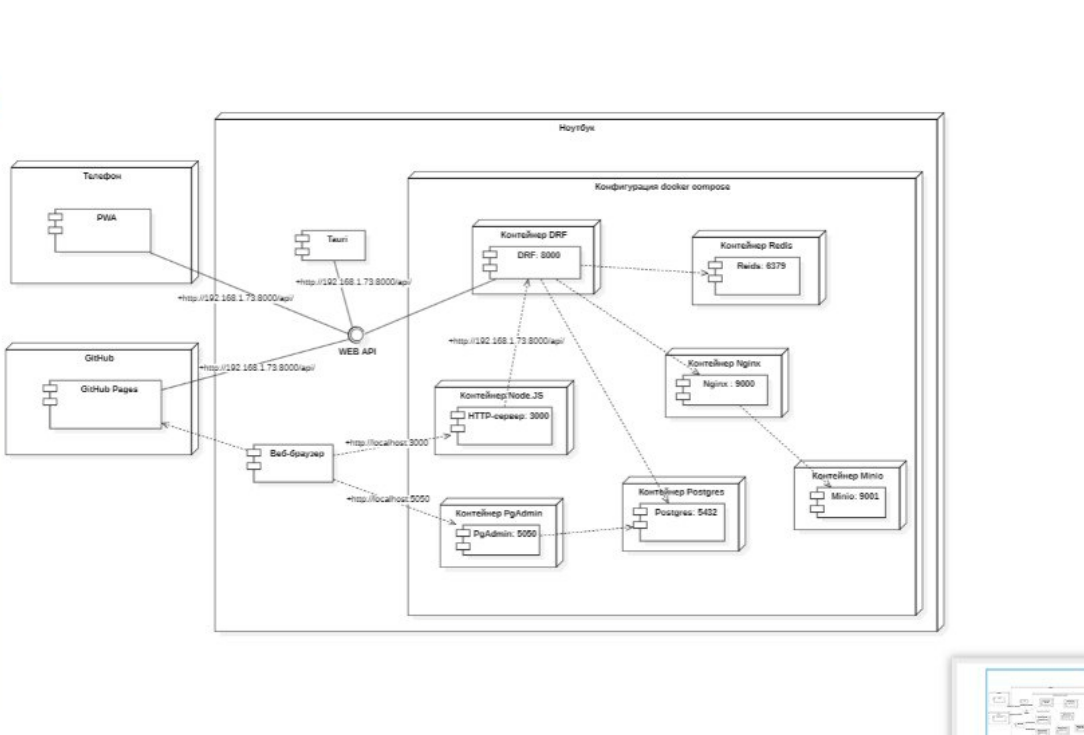 Ноутбук
Телефон
PWA
Конфигурация docker compose
Контейнер DRF
DRF: 8000
Контейнер Redis
Reids: 6379
Tauri
+http://192.168.1.73:8000/api/
+http://192.168.1.73:8000/api/
WEB API
GitHub
GitHub Pages
+http://192.168.1.73:8000/api/
+http://192.168.1.73:8000/api/
Контейнер Nginx
Nginx : 9000
Контейнер Node.JS
HTTP-сервер: 3000
Веб-браузер
+http://localhost:3000
+http://localhost:5050
Контейнер PgAdmin
PgAdmin: 5050
Контейнер Postgres
Postgres: 5432
Контейнер Minio
Minio: 9001